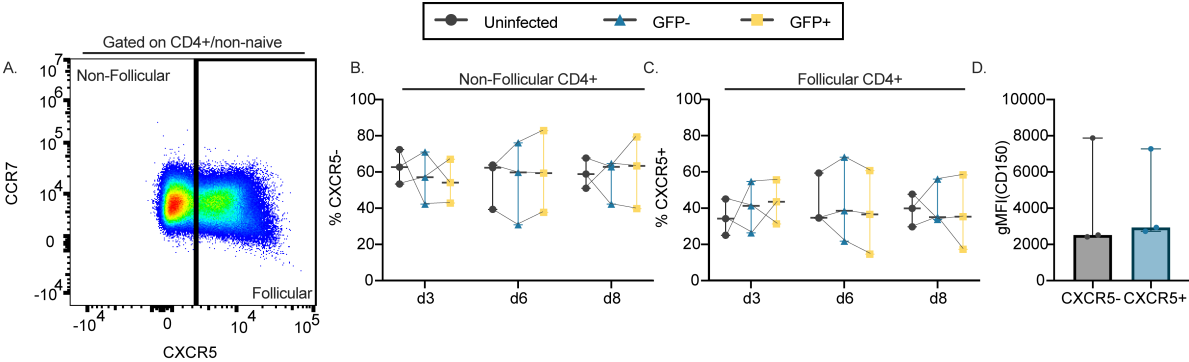 Uninfected GFP- GFP+
A.
Gated on CD4+/non-naive
Non-Follicular
Follicular
CCR7
10^7
10^6
10^5
10^4
0
-10^4
-10^4 0 10^4 10^5
CXCR5
B.
Non-Follicular CD4+
% CXCR5-
100
80
60
40
20
0
d3 d6 d8
C.
Follicular CD4+
% CXCR5+
100
80
60
40
20
0
d3 d6 d8
D.
gMFI(CD150)
10000
8000
6000
4000
2000
0
CXCR5- CXCR5+